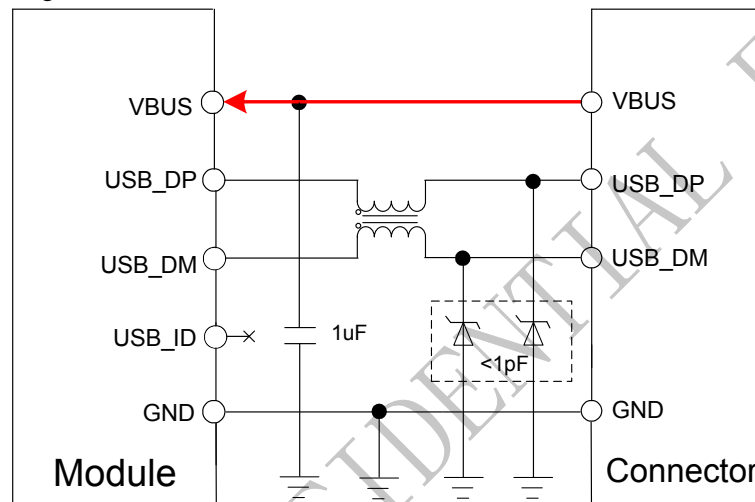 VBUS
VBUS
USB_DP
USB_DP
USB_DM
USB_DM
USB_ID
1uF
<1pF
GND
GND
Module
Connector